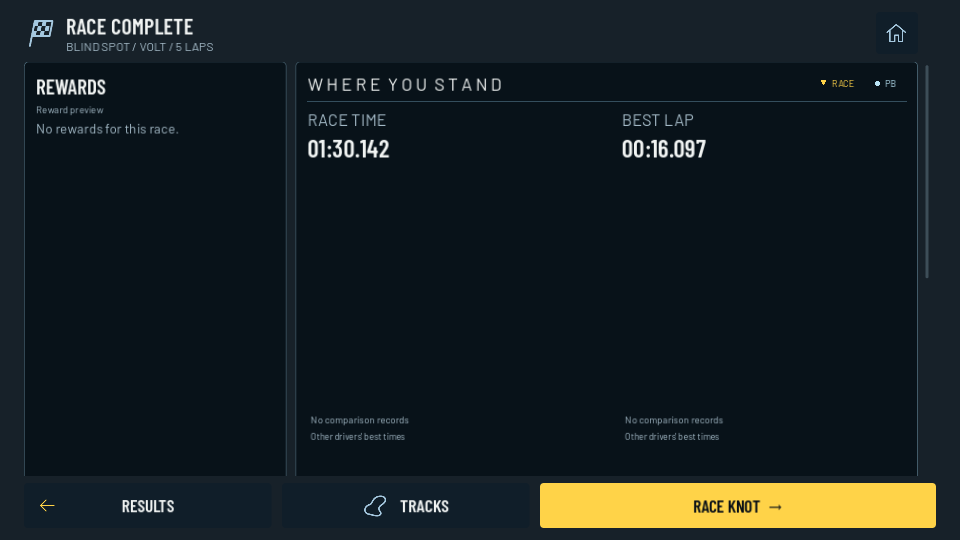 RACE COMPLETE
BLINDSPOT / VOLT / 5 LAPS
REWARDS
Reward preview
No rewards for this race.
WHERE YOU STAND
RACE
PB
RACE TIME
01:30.142
BEST LAP
00:16.097
No comparison records
Other drivers' best times
No comparison records
Other drivers' best times
RESULTS
TRACKS
RACE KNOT →